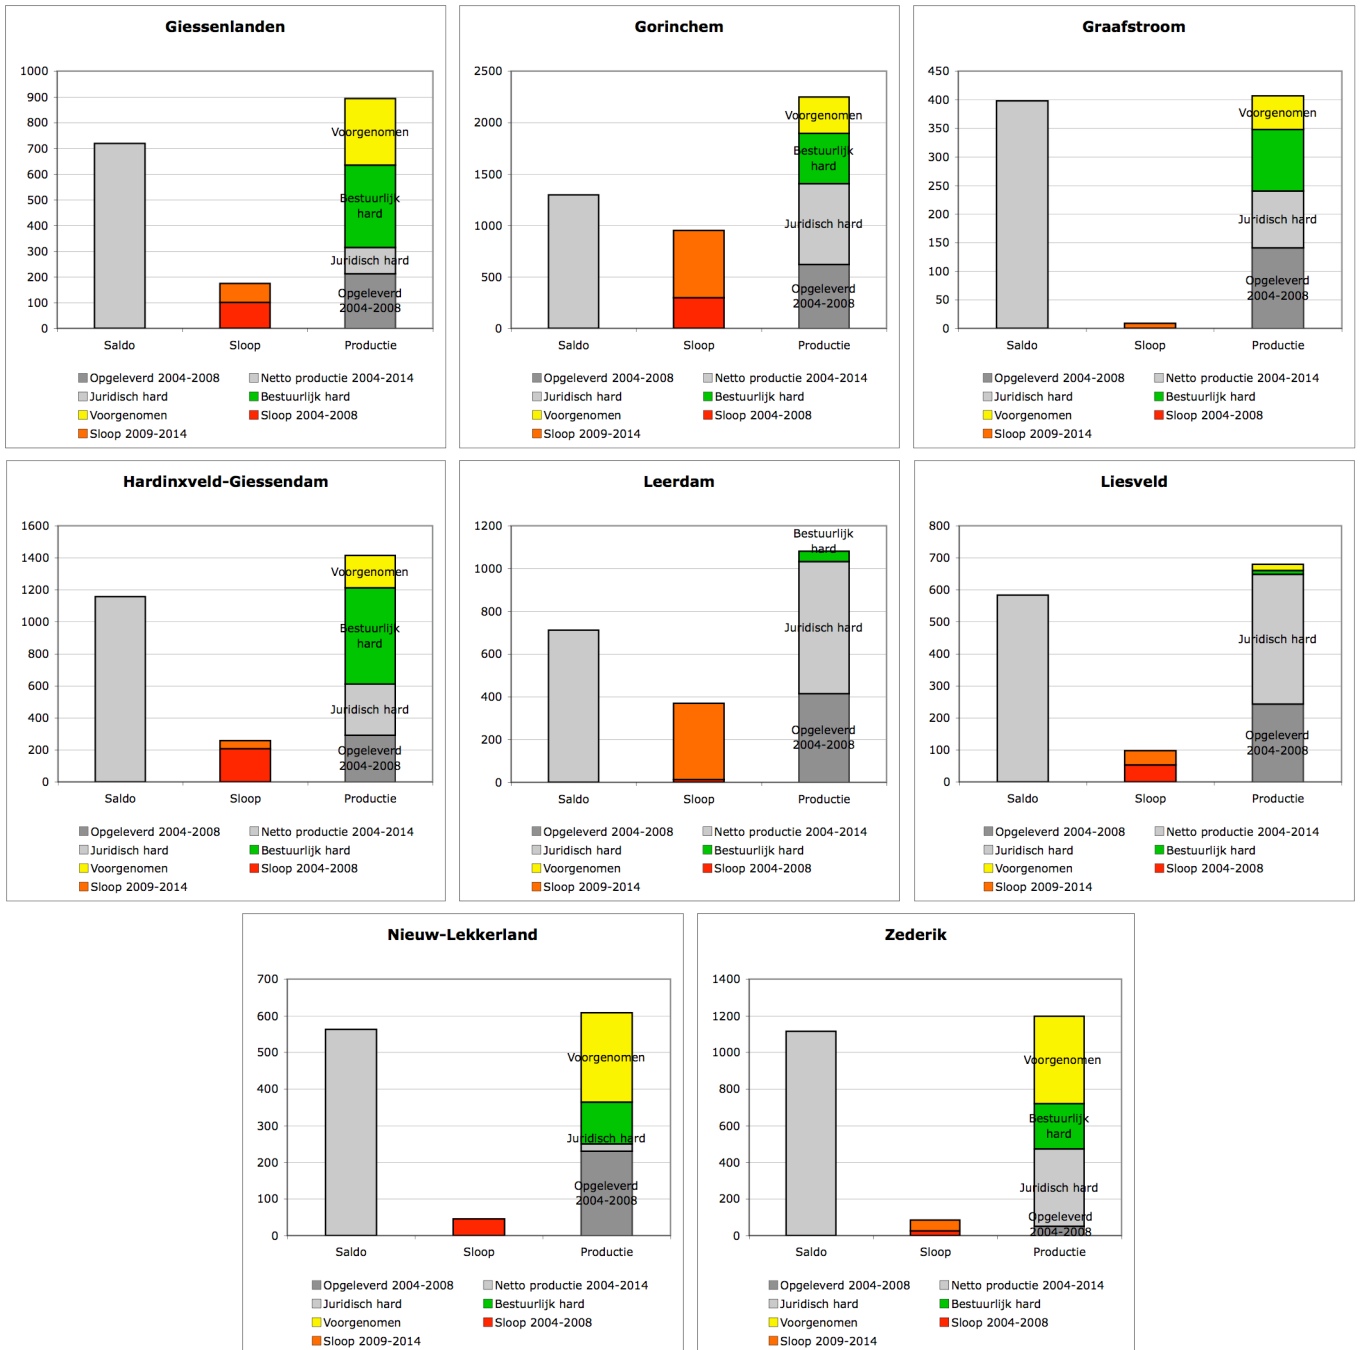 Giessenlanden
1000
900
800
700
600
500
400
300
200
100
0
Voorgenomen
Bestuurlijk
hard
Juridisch hard
Opgeleverd
2004-2008
Saldo Sloop Productie
Opgeleverd 2004-2008 Netto productie 2004-2014
Juridisch hard Bestuurlijk hard
Voorgenomen Sloop 2004-2008
Sloop 2009-2014
Gorinchem
2500
2000
1500
1000
500
0
Voorgenomen
Bestuurlijk
hard
Juridisch hard
Opgeleverd
2004-2008
Saldo Sloop Productie
Opgeleverd 2004-2008 Netto productie 2004-2014
Juridisch hard Bestuurlijk hard
Voorgenomen Sloop 2004-2008
Sloop 2009-2014
Graafstroom
450
400
350
300
250
200
150
100
50
0
Voorgenomen
Juridisch hard
Opgeleverd
2004-2008
Saldo Sloop Productie
Opgeleverd 2004-2008 Netto productie 2004-2014
Juridisch hard Bestuurlijk hard
Voorgenomen Sloop 2004-2008
Sloop 2009-2014
Hardinxveld-Giessendam
1600
1400
1200
1000
800
600
400
200
0
Voorgenomen
Bestuurlijk
hard
Juridisch hard
Opgeleverd
2004-2008
Saldo Sloop Productie
Opgeleverd 2004-2008 Netto productie 2004-2014
Juridisch hard Bestuurlijk hard
Voorgenomen Sloop 2004-2008
Sloop 2009-2014
Leerdam
1200
1000
800
600
400
200
0
Bestuurlijk
hard
Juridisch hard
Opgeleverd
2004-2008
Saldo Sloop Productie
Opgeleverd 2004-2008 Netto productie 2004-2014
Juridisch hard Bestuurlijk hard
Voorgenomen Sloop 2004-2008
Sloop 2009-2014
Liesveld
800
700
600
500
400
300
200
100
0
Juridisch hard
Opgeleverd
2004-2008
Saldo Sloop Productie
Opgeleverd 2004-2008 Netto productie 2004-2014
Juridisch hard Bestuurlijk hard
Voorgenomen Sloop 2004-2008
Sloop 2009-2014
Nieuw-Lekkerland
700
600
500
400
300
200
100
0
Voorgenomen
Juridisch hard
Opgeleverd
2004-2008
Saldo Sloop Productie
Opgeleverd 2004-2008 Netto productie 2004-2014
Juridisch hard Bestuurlijk hard
Voorgenomen Sloop 2004-2008
Sloop 2009-2014
Zederik
1400
1200
1000
800
600
400
200
0
Voorgenomen
Bestuurlijk
hard
Juridisch hard
Opgeleverd
2004-2008
Saldo Sloop Productie
Opgeleverd 2004-2008 Netto productie 2004-2014
Juridisch hard Bestuurlijk hard
Voorgenomen Sloop 2004-2008
Sloop 2009-2014